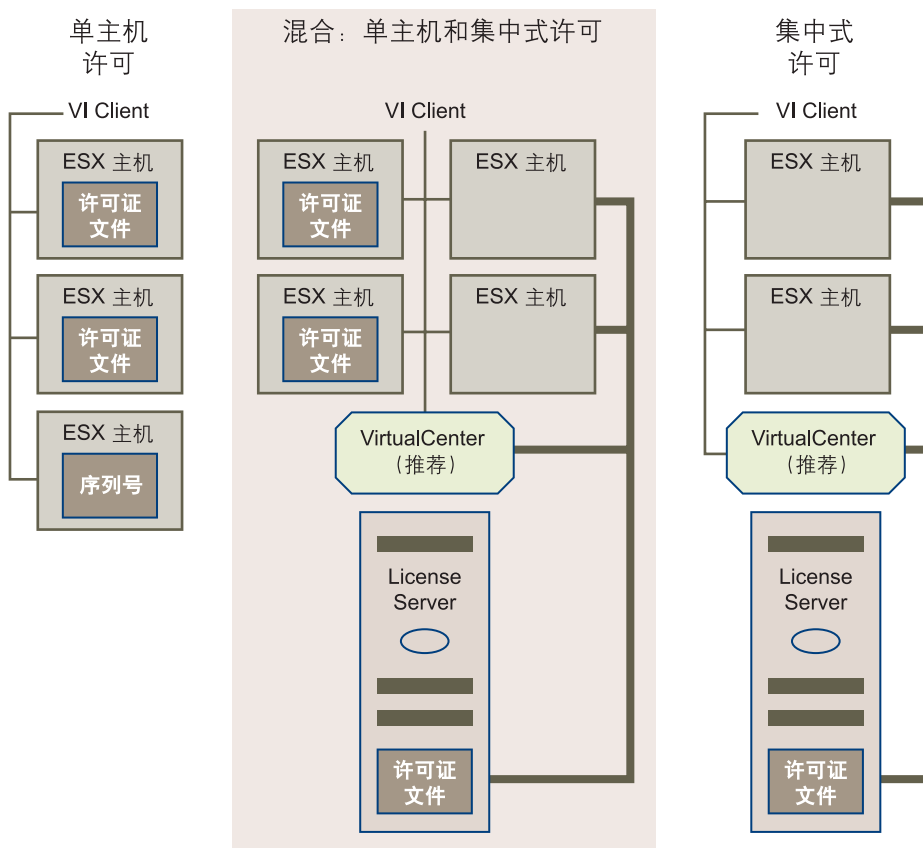 单主机
许可
VI Client
ESX 主机
许可证
文件
ESX 主机
许可证
文件
ESX 主机
序列号
混合：单主机和集中式许可
VI Client
ESX 主机
许可证
文件
ESX 主机
ESX 主机
许可证
文件
ESX 主机
VirtualCenter
（推荐）
License
Server
许可证
文件
集中式
许可
VI Client
ESX 主机
ESX 主机
VirtualCenter
（推荐）
License
Server
许可证
文件